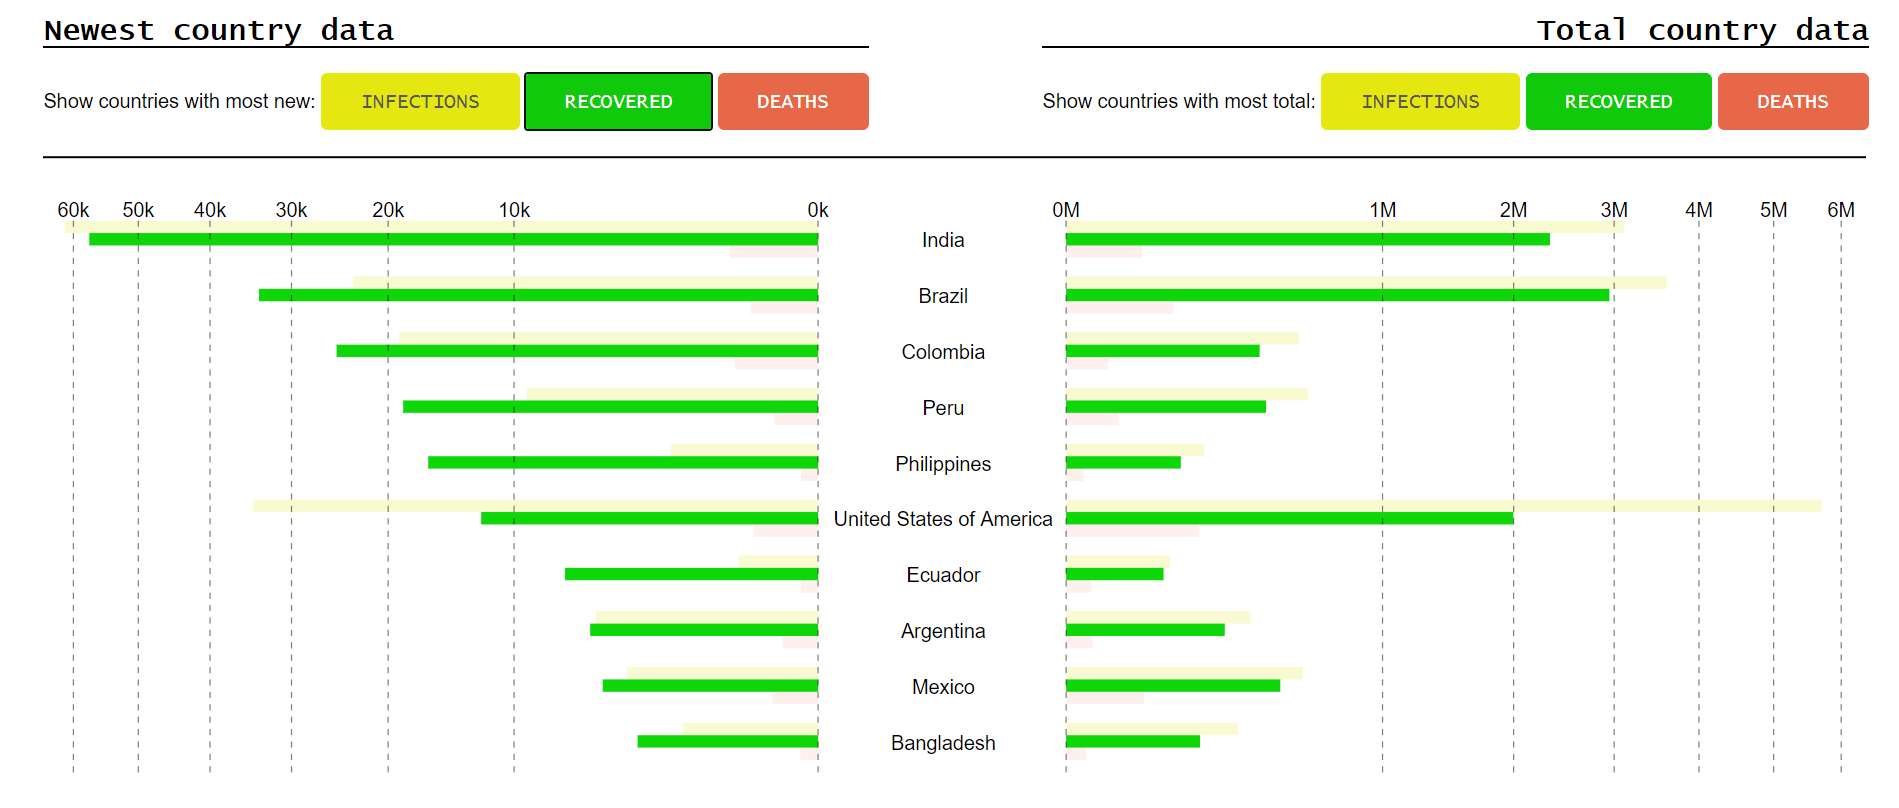 Newest country data
Total country data
Show countries with most new: INFECTIONS RECOVERED DEATHS
Show countries with most total: INFECTIONS RECOVERED DEATHS
60k 50k 40k 30k 20k 10k 0k
0M 1M 2M 3M 4M 5M 6M
India
Brazil
Colombia
Peru
Philippines
United States of America
Ecuador
Argentina
Mexico
Bangladesh